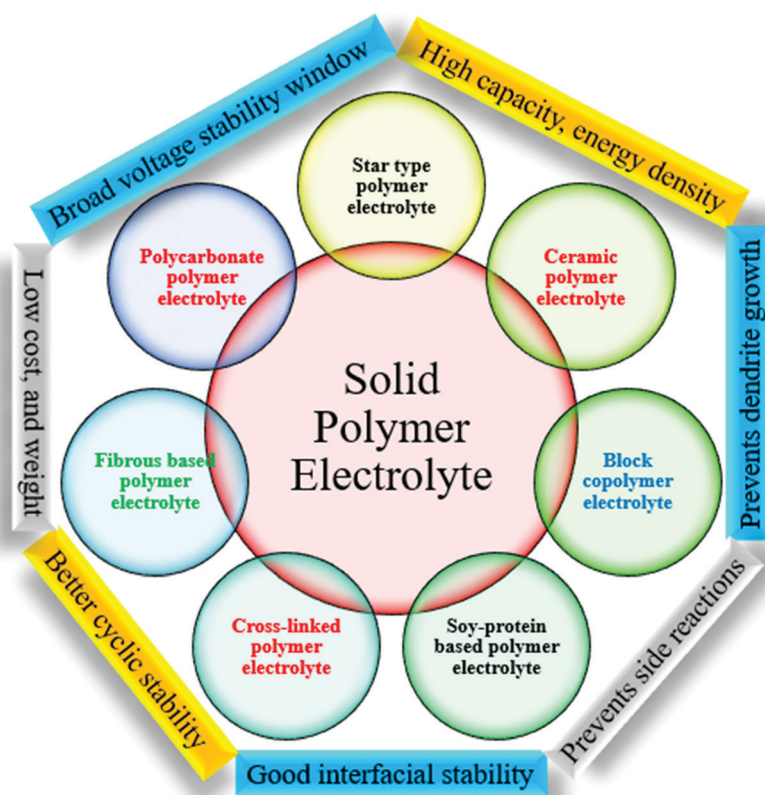 Broad voltage stability window
High capacity, energy density
Prevents dendrite growth
Prevents side reactions
Good interfacial stability
Better cyclic stability
Low cost, and weight
Star type
polymer
electrolyte
Ceramic
polymer
electrolyte
Block
copolymer
electrolyte
Soy-protein
based polymer
electrolyte
Cross-linked
polymer
electrolyte
Fibrous based
polymer
electrolyte
Polycarbonate
polymer
electrolyte
Solid
Polymer
Electrolyte